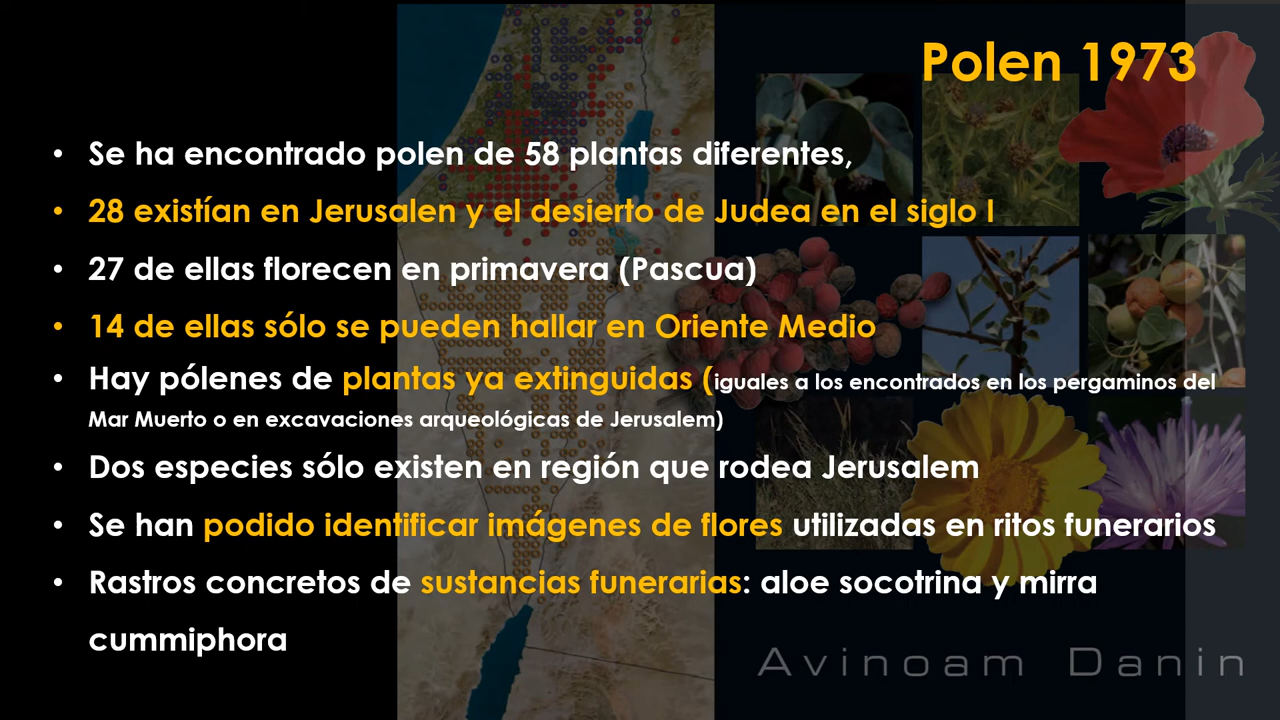 Polen 1973
• Se ha encontrado polen de 58 plantas diferentes,
• 28 existían en Jerusalen y el desierto de Judea en el siglo I
• 27 de ellas florecen en primavera (Pascua)
• 14 de ellas sólo se pueden hallar en Oriente Medio
• Hay pólenes de plantas ya extinguidas (iguales a los encontrados en los pergaminos del
Mar Muerto o en excavaciones arqueológicas de Jerusalem)
• Dos especies sólo existen en región que rodea Jerusalem
• Se han podido identificar imágenes de flores utilizadas en ritos funerarios
• Rastros concretos de sustancias funerarias: aloe socotrina y mirra
cummiphora
Avinoam Danin